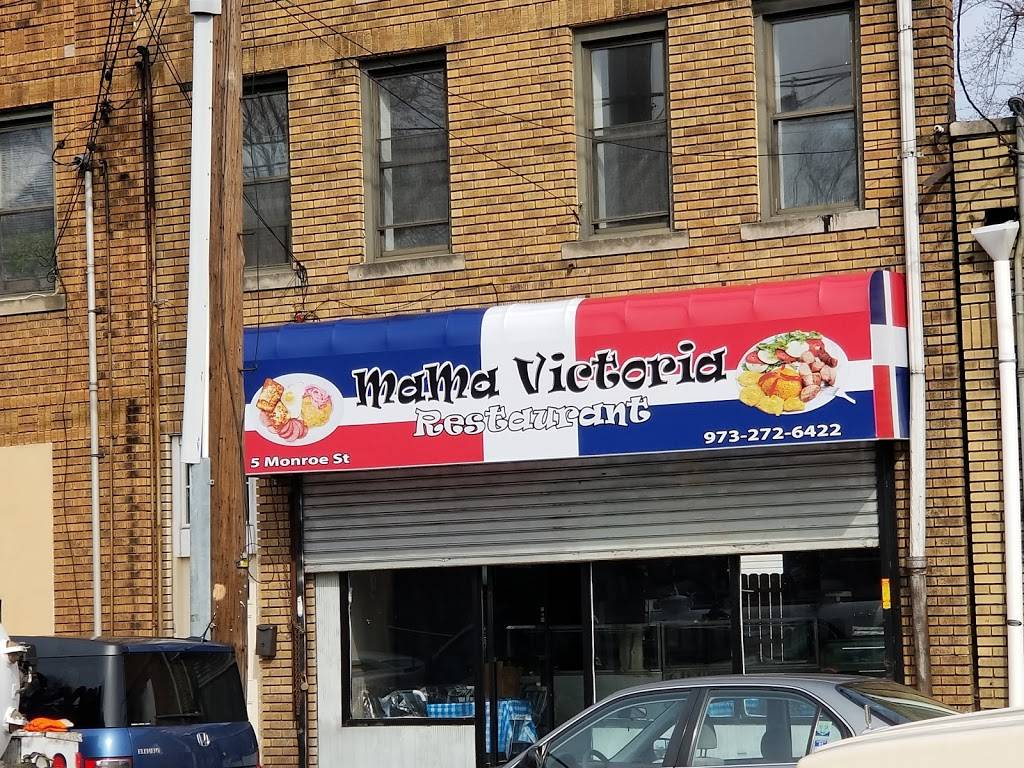 MaMa Victoria
Restaurant
5 Monroe St
973-272-6422
ELEMENT